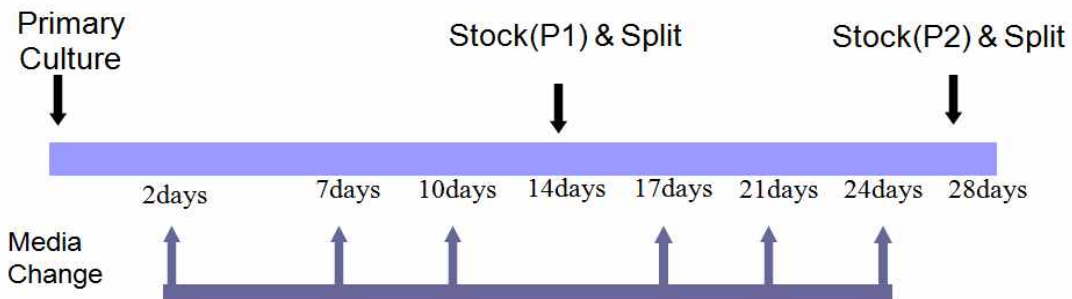 Primary
Culture
Stock(P1) & Split
Stock(P2) & Split
2days
7days
10days
14days
17days
21days
24days
28days
Media
Change